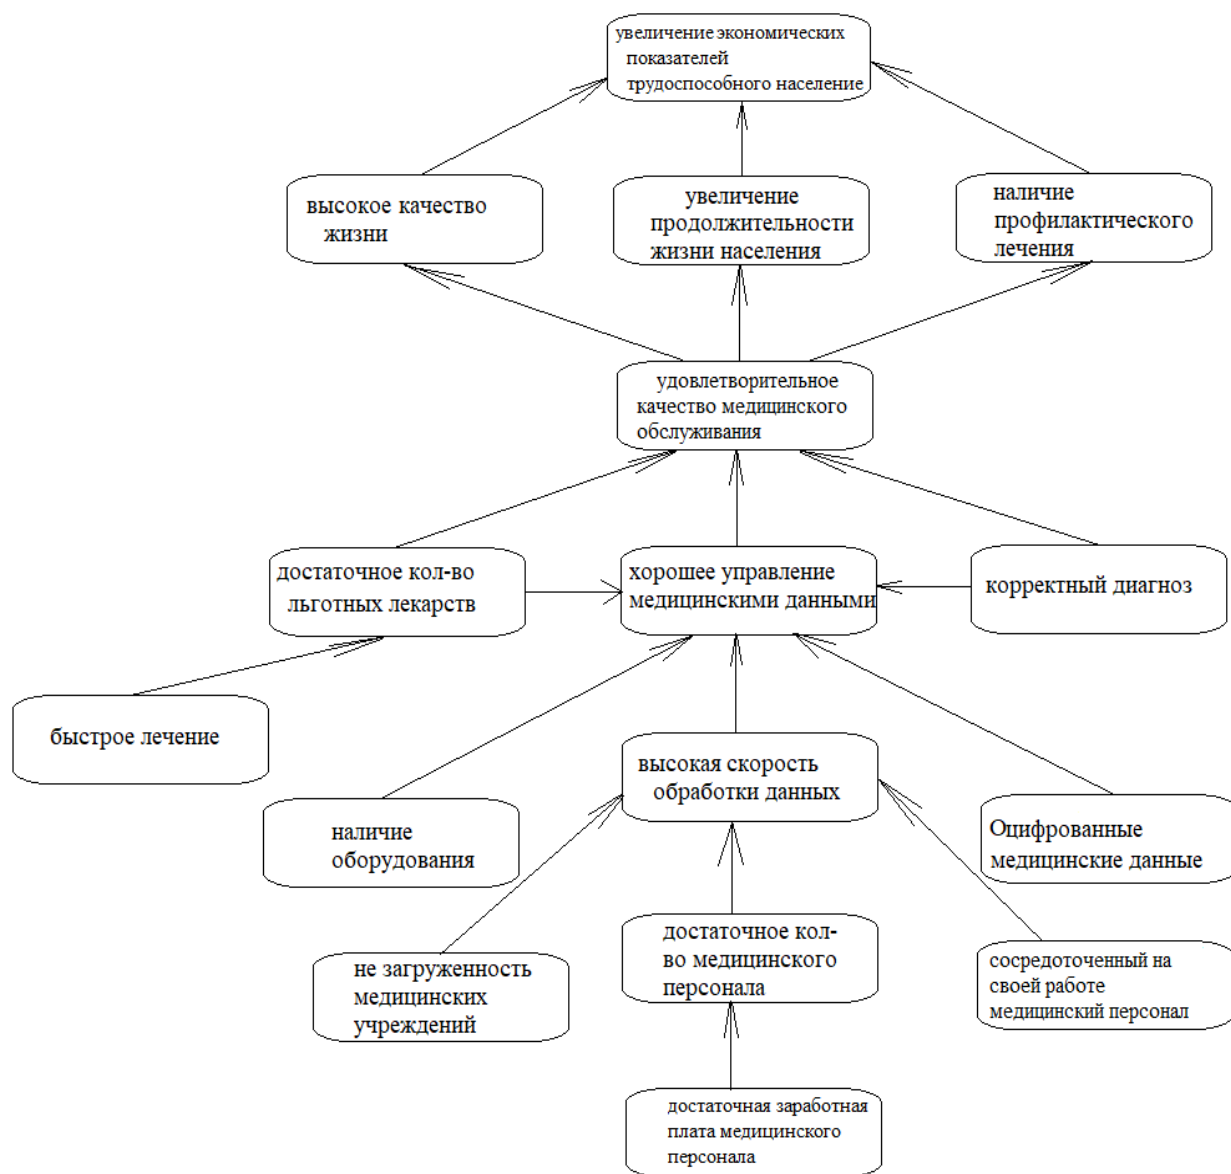 увеличение экономических
показателей
трудоспособного население
высокое качество
жизни
увеличение
продолжительности
жизни населения
наличие
профилактического
лечения
удовлетворительное
качество медицинского
обслуживания
достаточное кол-во
льготных лекарств
хорошее управление
медицинскими данными
корректный диагноз
быстрое лечение
высокая скорость
обработки данных
наличие
оборудования
Оцифрованные
медицинские данные
не загруженность
медицинских
учреждений
достаточное кол-
во медицинского
персонала
сосредоточенный на
своей работе
медицинский персонал
достаточная заработная
плата медицинского
персонала